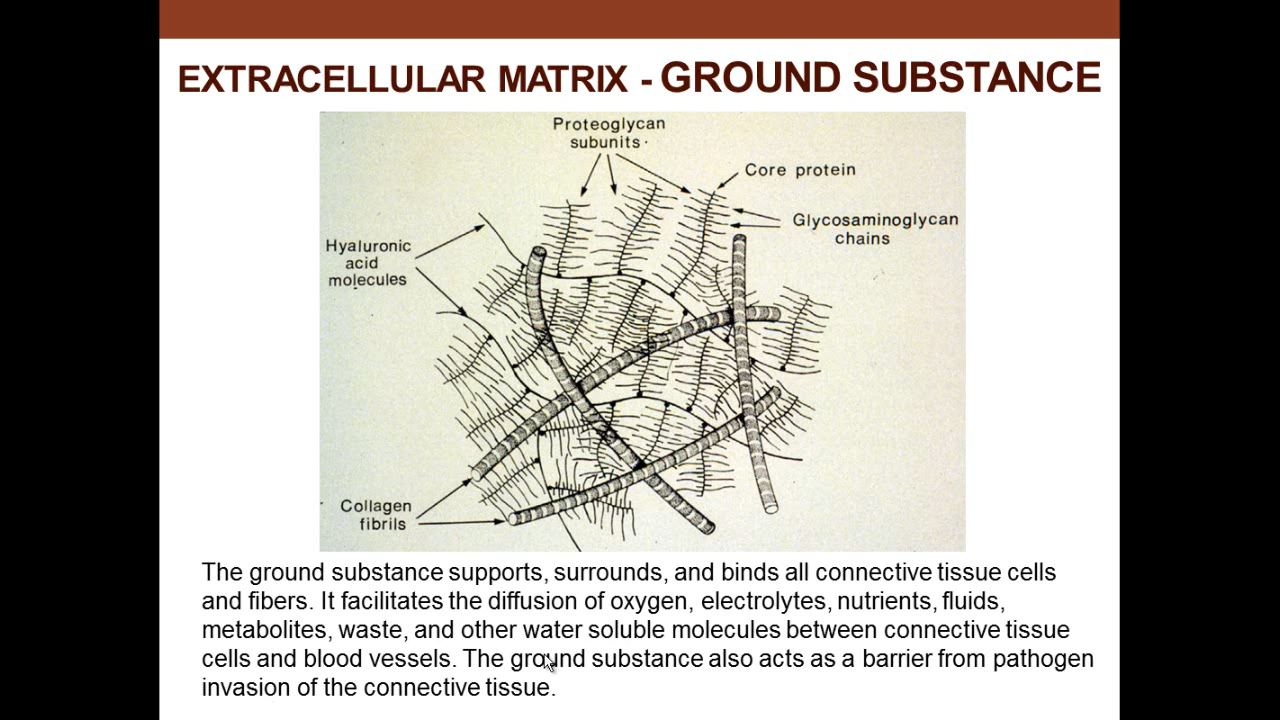 EXTRACELLULAR MATRIX - GROUND SUBSTANCE
Proteoglycan
subunits
Core protein
Glycosaminoglycan
chains
Hyaluronic
acid
molecules
Collagen
fibrils
The ground substance supports, surrounds, and binds all connective tissue cells
and fibers. It facilitates the diffusion of oxygen, electrolytes, nutrients, fluids,
metabolites, waste, and other water soluble molecules between connective tissue
cells and blood vessels. The ground substance also acts as a barrier from pathogen
invasion of the connective tissue.